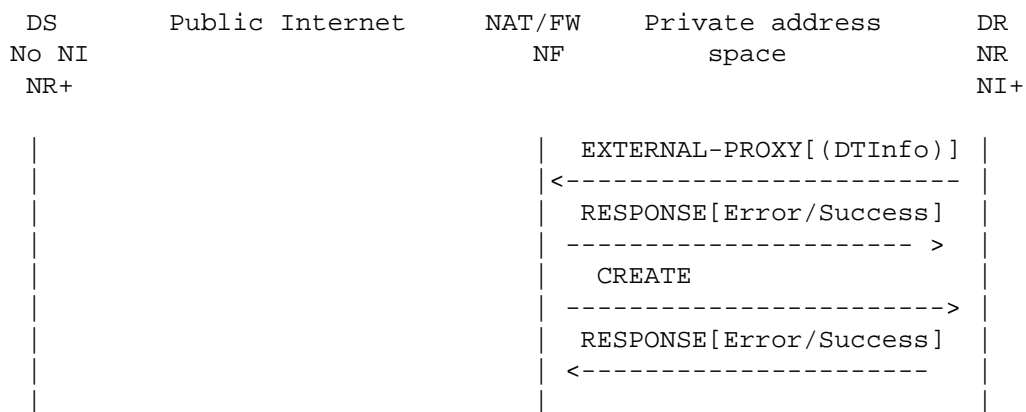 DS Public Internet NAT/FW Private address DR
No NI NF space NR
NR+ NI+
EXTERNAL-PROXY[(DTInfo)]
RESPONSE[Error/Success]
CREATE
RESPONSE[Error/Success]